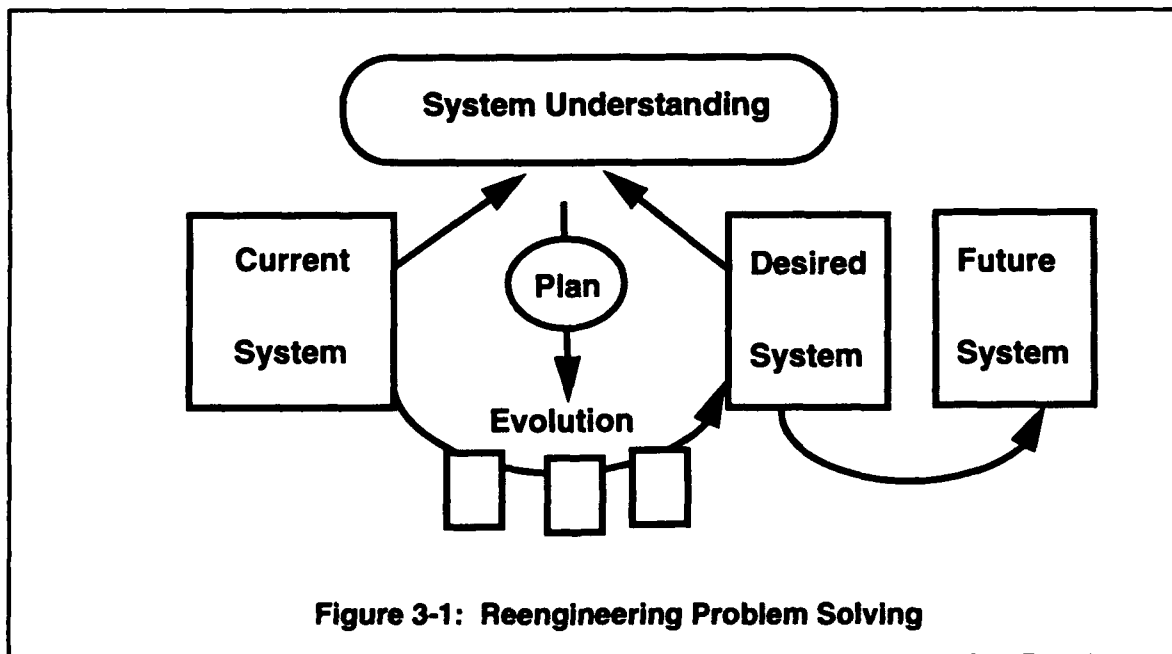 System Understanding
Current
System
Plan
Evolution
Desired
System
Future
System
Figure 3-1: Reengineering Problem Solving